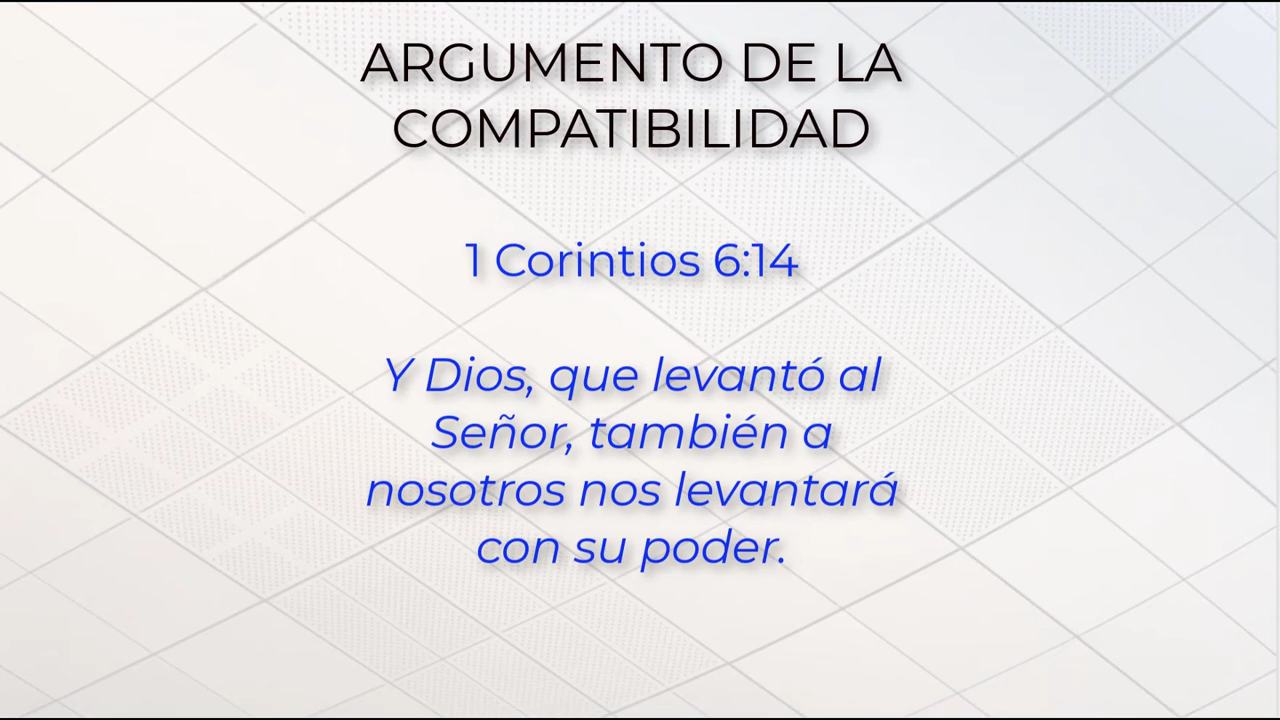 ARGUMENTO DE LA
COMPATIBILIDAD
1 Corintios 6:14
Y Dios, que levantó al
Señor, también a
nosotros nos levantará
con su poder.